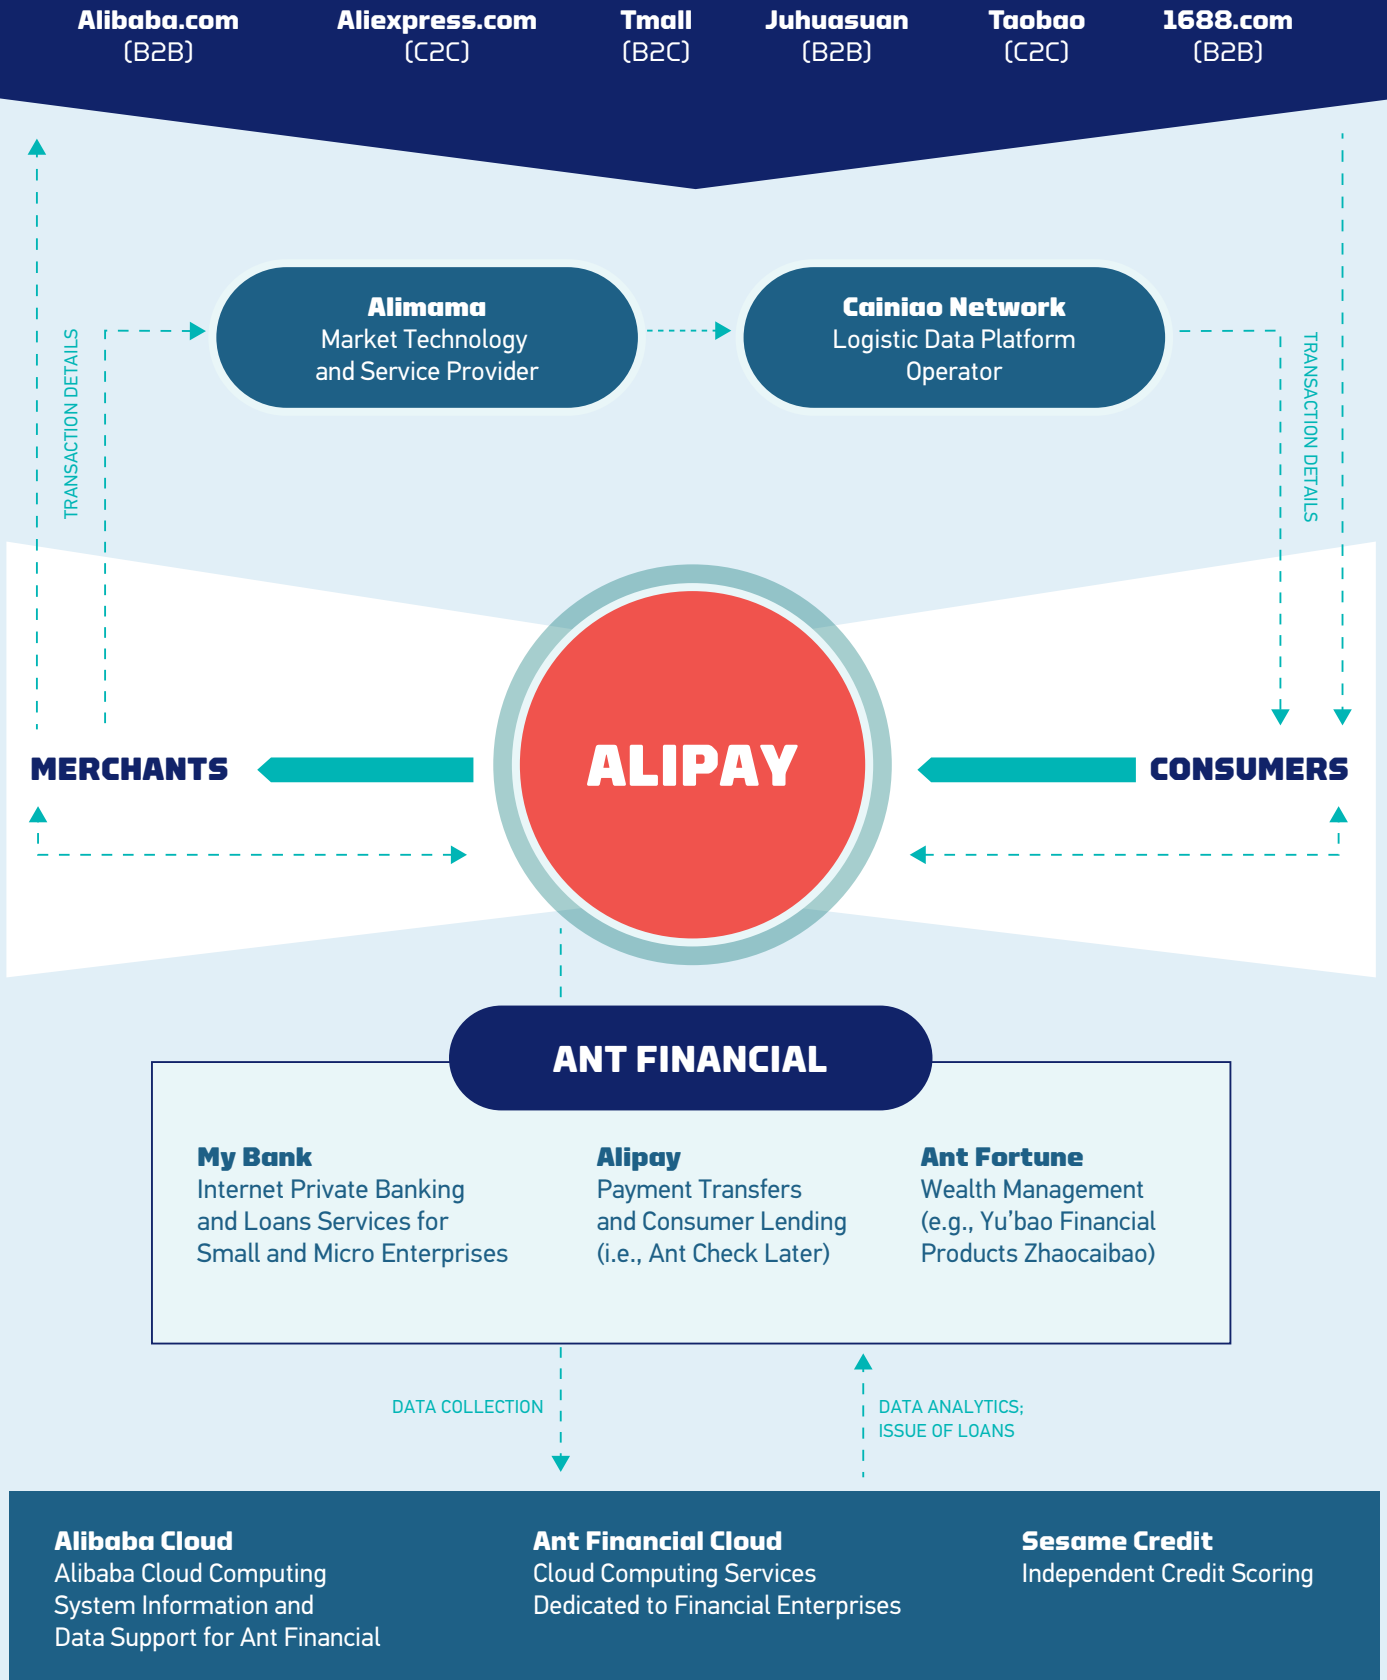 Alibaba.com
(B2B)
Aliexpress.com
(C2C)
Tmall
(B2C)
Juhuasuan
(B2B)
Taobao
(C2C)
1688.com
(B2B)
TRANSACTION DETAILS
Alimama
Market Technology
and Service Provider
Cainiao Network
Logistic Data Platform
Operator
TRANSACTION DETAILS
MERCHANTS
ALIPAY
CONSUMERS
ANT FINANCIAL
My Bank
Internet Private Banking
and Loans Services for
Small and Micro Enterprises
Alipay
Payment Transfers
and Consumer Lending
(i.e., Ant Check Later)
Ant Fortune
Wealth Management
(e.g., Yu’bao Financial
Products Zhaocaibao)
DATA COLLECTION
DATA ANALYTICS;
ISSUE OF LOANS
Alibaba Cloud
Alibaba Cloud Computing
System Information and
Data Support for Ant Financial
Ant Financial Cloud
Cloud Computing Services
Dedicated to Financial Enterprises
Sesame Credit
Independent Credit Scoring